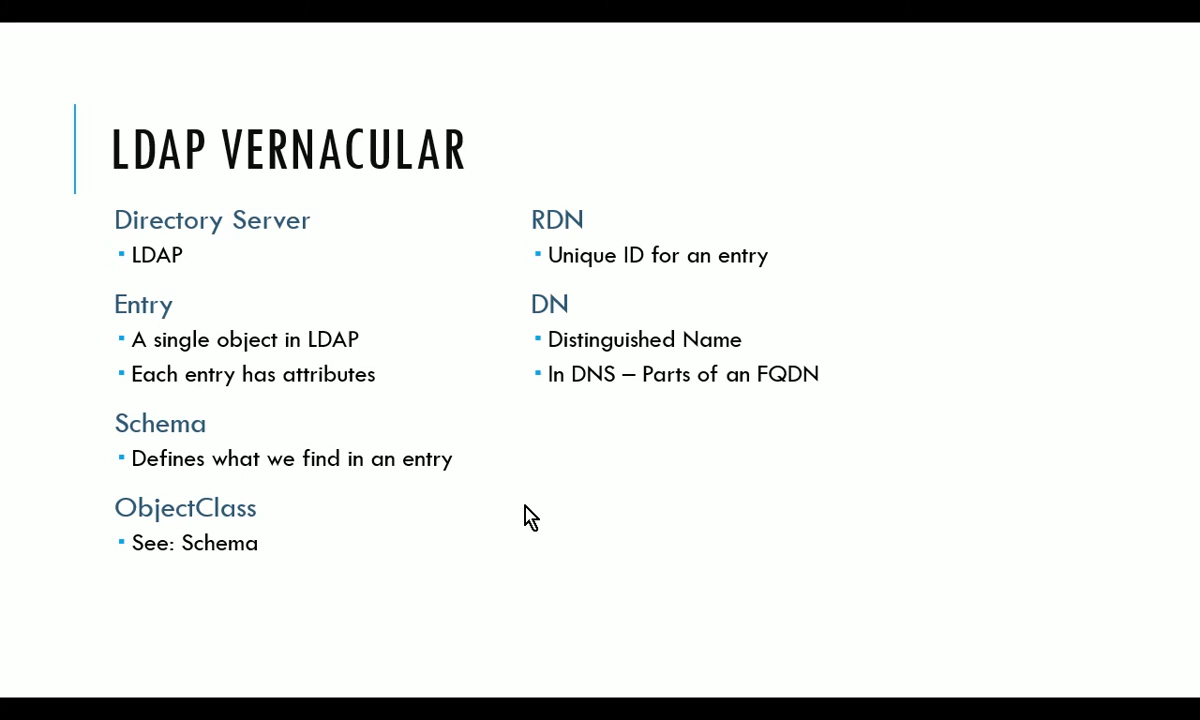 LDAP VERNACULAR
Directory Server
▪ LDAP
Entry
▪ A single object in LDAP
▪ Each entry has attributes
Schema
▪ Defines what we find in an entry
ObjectClass
▪ See: Schema
RDN
▪ Unique ID for an entry
DN
▪ Distinguished Name
▪ In DNS – Parts of an FQDN